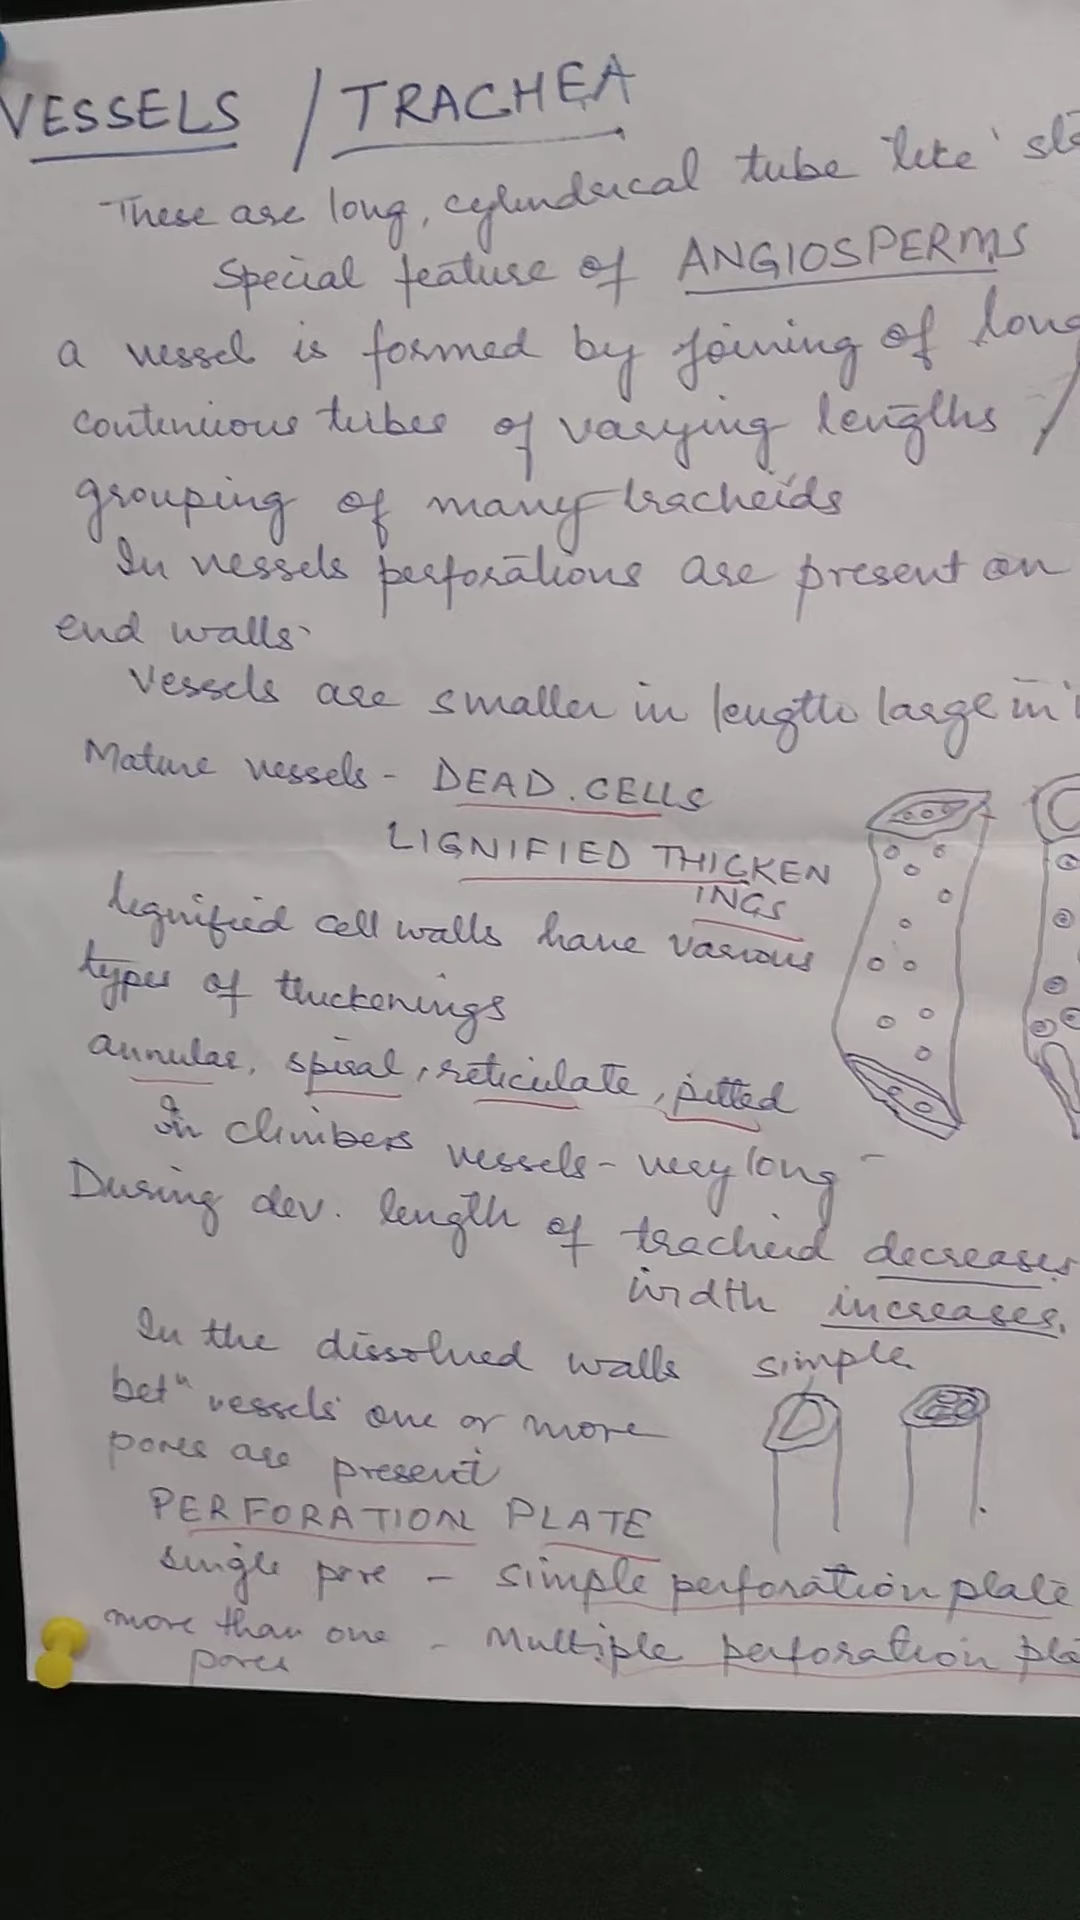 VESSELS / TRACHEA
These are long, cylindrical tube like
Special feature of ANGIOSPERMS
a vessel is formed by joining of long
contenuous tubes of varying lengths /
grouping of many tracheids
In vessels perforations are present on
end walls
Vessels are smaller in length large in
Mature vessels - DEAD CELLS
LIGNIFIED THICKEN
INGS
lignified cell walls have various
types of thickenings
annular, spiral, reticulate, pitted
In climbers vessels - very long
During dev. length of tracheid decreases
width increases.
In the dissolved walls simple
betn vessels one or more
pores are present
PERFORATION PLATE
single pore - simple perforation plate
more than one - Multiple perforation
pores